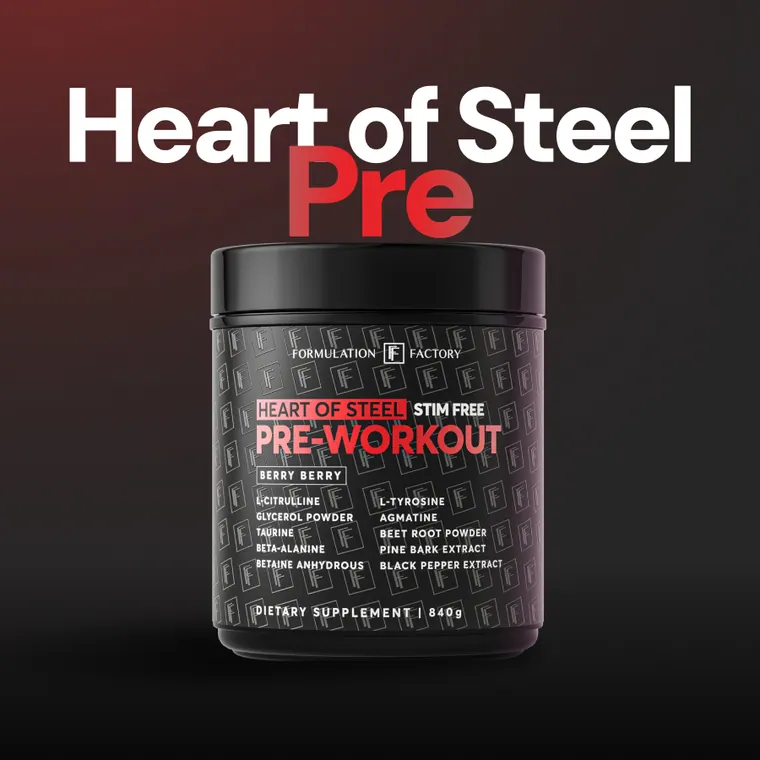 Heart of Steel
Pre
FORMULATION FF FACTORY
HEART OF STEEL STIM FREE
PRE-WORKOUT
BERRY BERRY
L-CITRULLINE
GLYCEROL POWDER
TAURINE
BETA-ALANINE
BETAINE ANHYDROUS
L-TYROSINE
AGMATINE
BEET ROOT POWDER
PINE BARK EXTRACT
BLACK PEPPER EXTRACT
DIETARY SUPPLEMENT | 840g